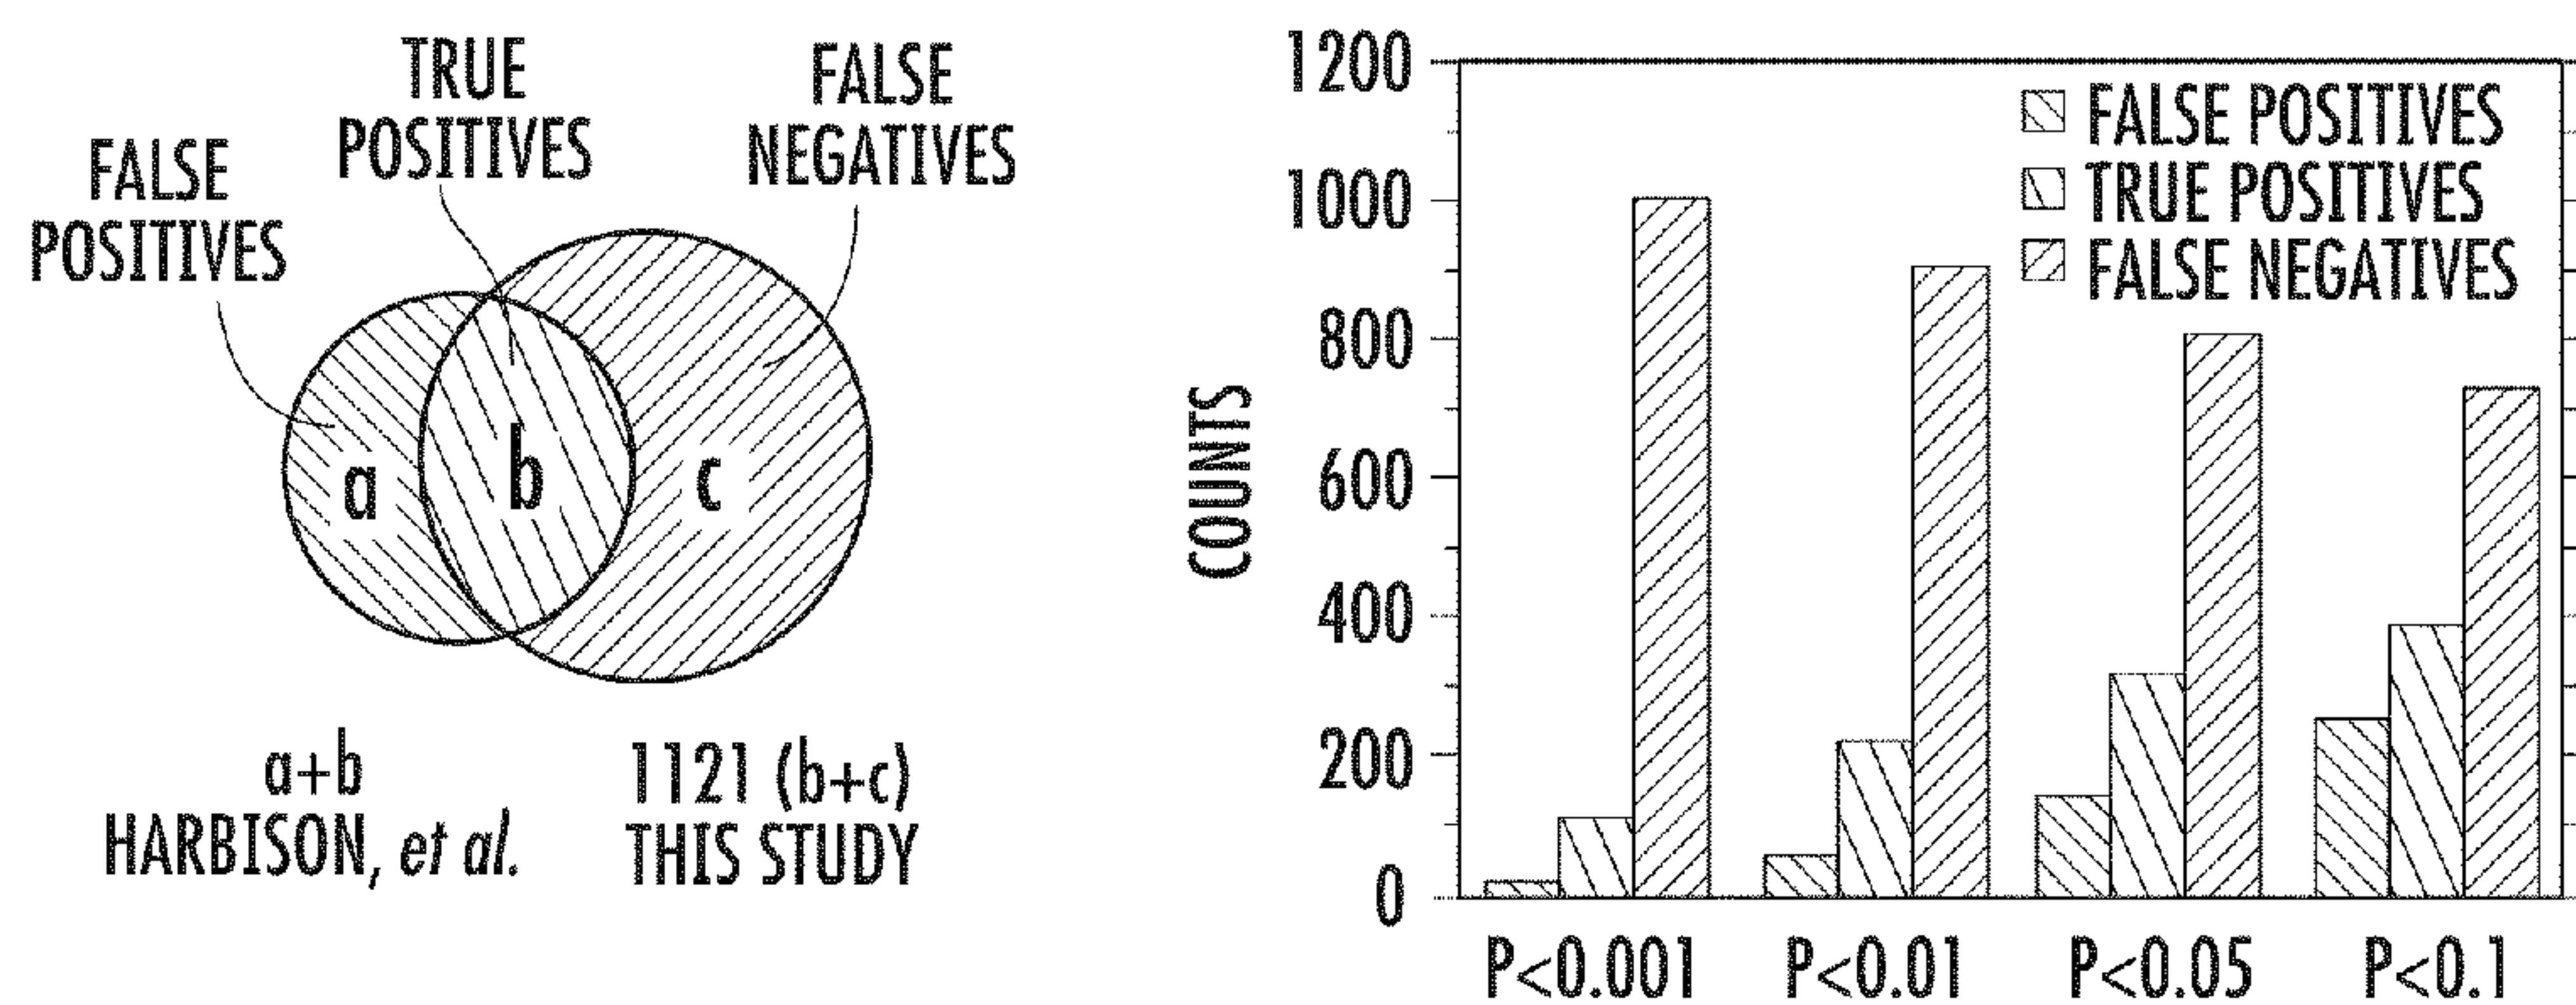 FALSE
POSITIVES
TRUE
POSITIVES
FALSE
NEGATIVES
a
b
c
a+b
HARBISON, et al.
1121 (b+c)
THIS STUDY
COUNTS
1200
1000
800
600
400
200
0
FALSE POSITIVES
TRUE POSITIVES
FALSE NEGATIVES
P<0.001
P<0.01
P<0.05
P<0.1